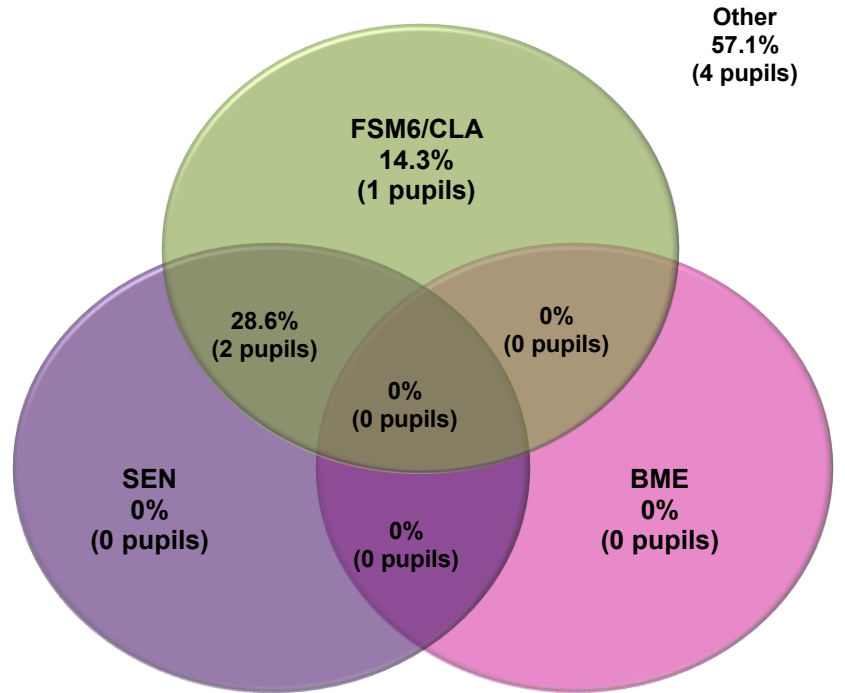 Other
57.1%
(4 pupils)
FSM6/CLA
14.3%
(1 pupils)
28.6%
(2 pupils)
0%
(0 pupils)
0%
(0 pupils)
SEN
0%
(0 pupils)
BME
0%
(0 pupils)
0%
(0 pupils)